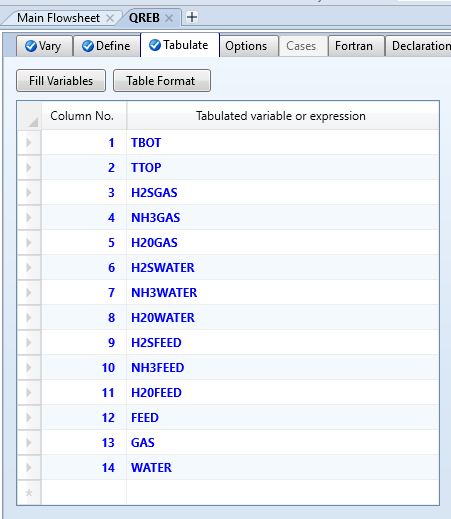 Main Flowsheet × QREB × +
Vary Define Tabulate Options Cases Fortran Declaration
Fill Variables Table Format
Column No. Tabulated variable or expression
1 TBOT
2 TTOP
3 H2SGAS
4 NH3GAS
5 H20GAS
6 H2SWATER
7 NH3WATER
8 H20WATER
9 H2SFEED
10 NH3FEED
11 H20FEED
12 FEED
13 GAS
14 WATER